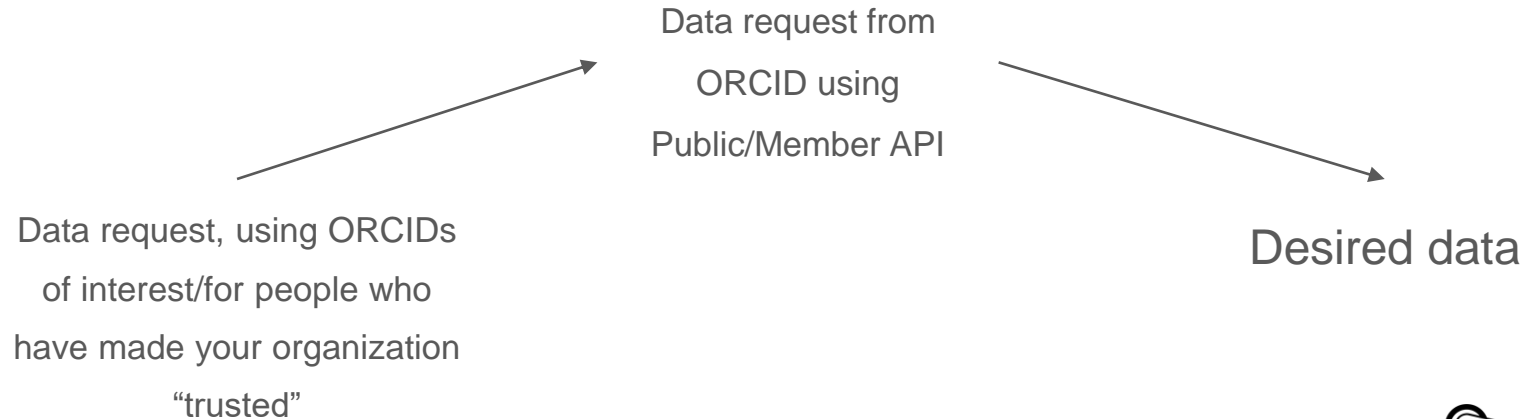 Data request from
ORCID using
Public/Member API
Data request, using ORCIDs
of interest/for people who
have made your organization
“trusted”
Desired data